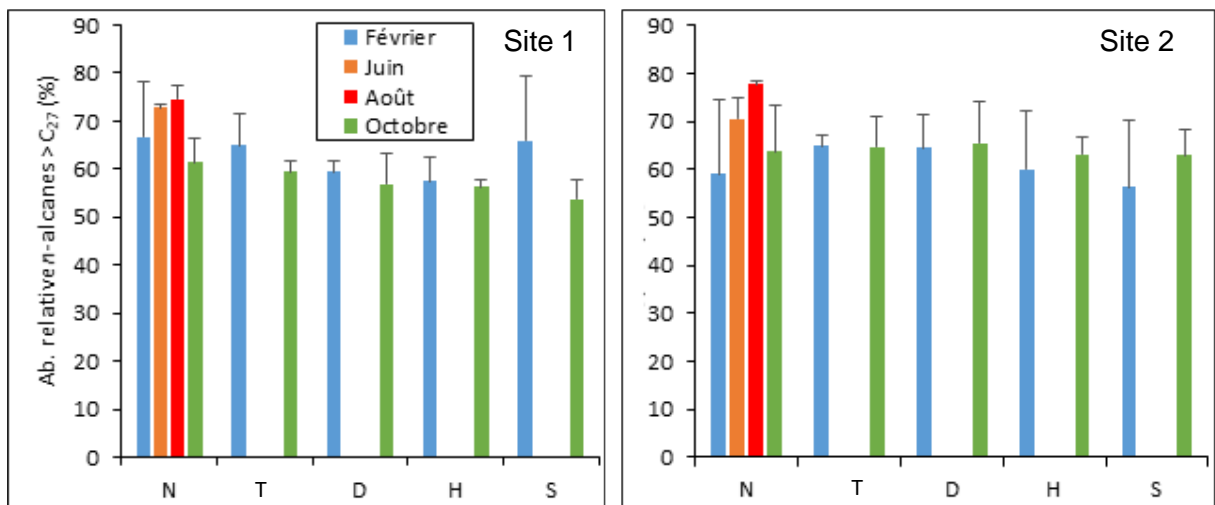 Ab. relative n-alcanes > C27 (%)
90
80
70
60
50
40
30
20
10
0
Février
Juin
Août
Octobre
Site 1
N T D H S
90
80
70
60
50
40
30
20
10
0
Site 2
N T D H S